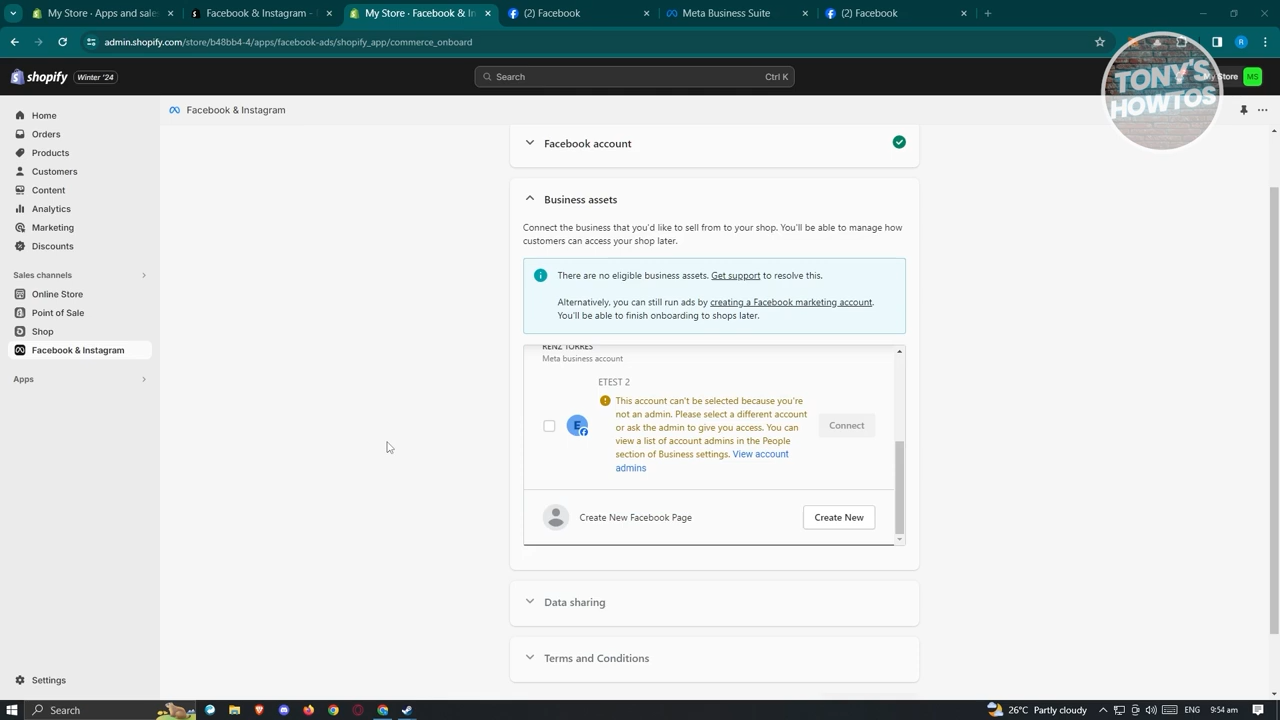 My Store · Apps and sales
Facebook & Instagram -
My Store · Facebook & In
(2) Facebook
Meta Business Suite
(2) Facebook
admin.shopify.com/store/b48bb4-4/apps/facebook-ads/shopify_app/commerce_onboard
R
shopify
Winter '24
Search
Ctrl K
My Store
MS
TONY'S
HOWTOS
Home
Orders
Products
Customers
Content
Analytics
Marketing
Discounts
Sales channels
Online Store
Point of Sale
Shop
Facebook & Instagram
Apps
Settings
Facebook & Instagram
Facebook account
Business assets
Connect the business that you'd like to sell from to your shop. You'll be able to manage how
customers can access your shop later.
There are no eligible business assets. Get support to resolve this.
Alternatively, you can still run ads by creating a Facebook marketing account.
You'll be able to finish onboarding to shops later.
RENZ TORRES
Meta business account
ETEST 2
E
This account can't be selected because you're
not an admin. Please select a different account
or ask the admin to give you access. You can
view a list of account admins in the People
section of Business settings. View account
admins
Connect
Create New Facebook Page
Create New
Data sharing
Terms and Conditions
Search
26°C Partly cloudy
ENG
9:54 am